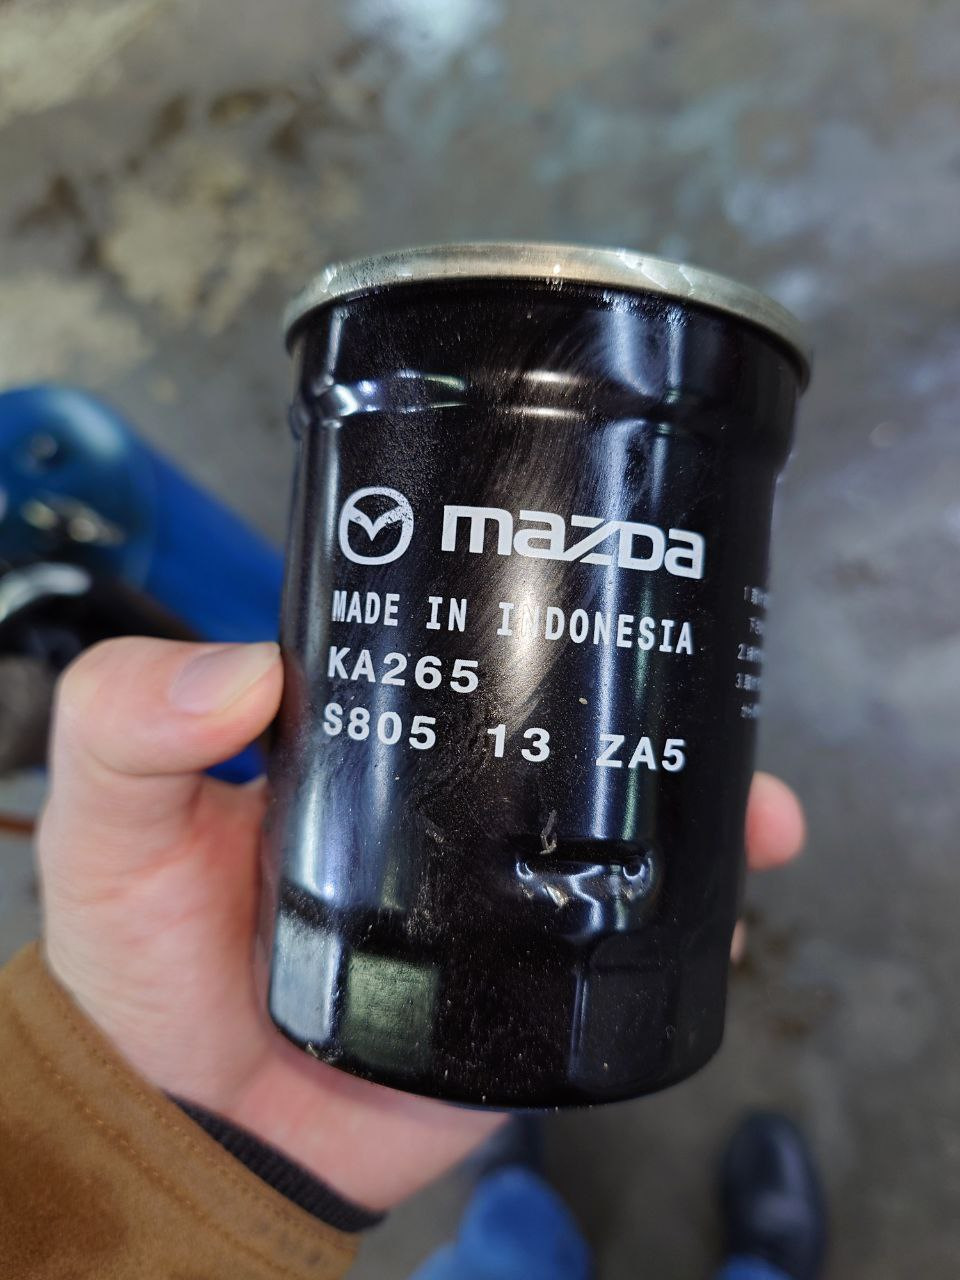 mazda
MADE IN INDONESIA
KA265
S805 13 ZA5